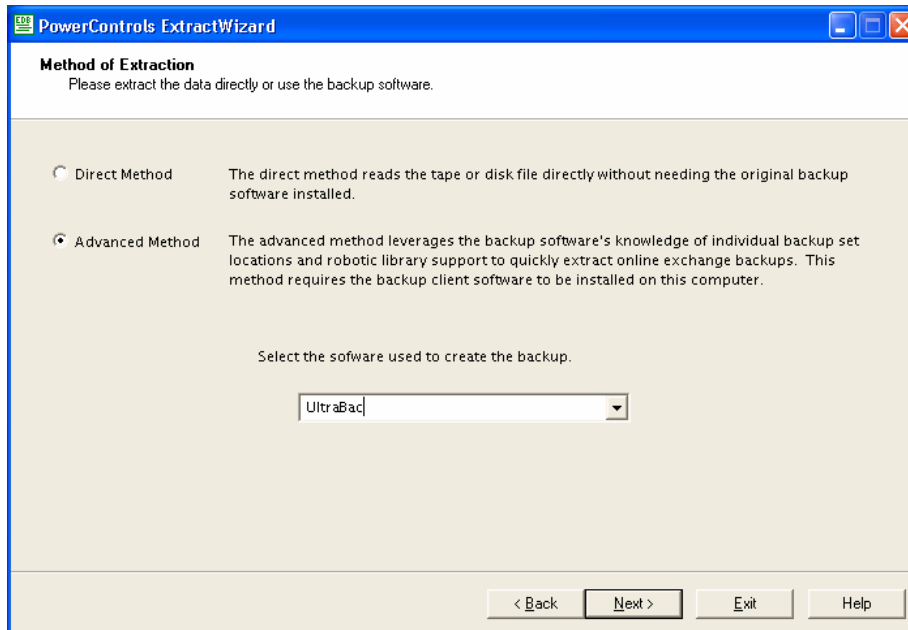 EDB PowerControls ExtractWizard
Method of Extraction
Please extract the data directly or use the backup software.
Direct Method
The direct method reads the tape or disk file directly without needing the original backup
software installed.
Advanced Method
The advanced method leverages the backup software's knowledge of individual backup set
locations and robotic library support to quickly extract online exchange backups. This
method requires the backup client software to be installed on this computer.
Select the sofware used to create the backup.
UltraBac
< Back
Next >
Exit
Help